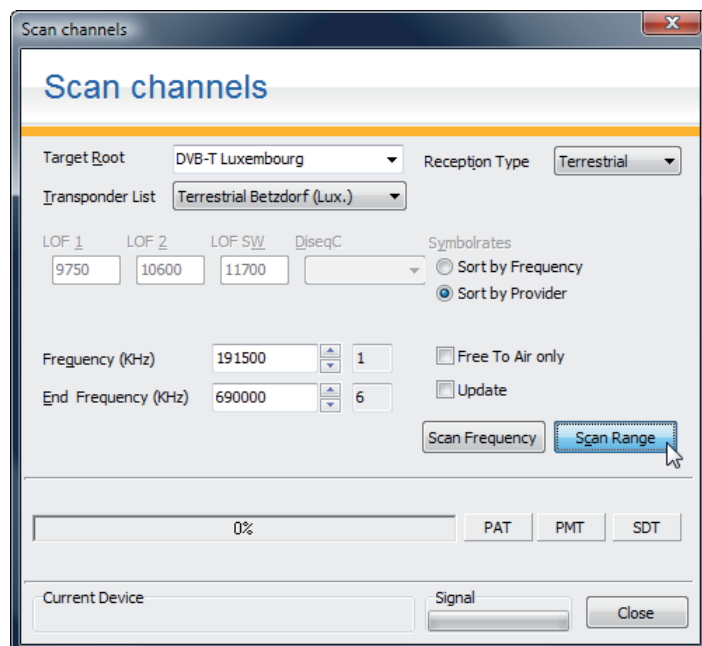 Scan channels
Scan channels
Target Root DVB-T Luxembourg Reception Type Terrestrial
Transponder List Terrestrial Betzdorf (Lux.)
LOF 1 LOF 2 LOF SW DiseqC Symbolrates
9750 10600 11700 Sort by Frequency
Sort by Provider
Frequency (KHz) 191500 1 Free To Air only
End Frequency (KHz) 690000 6 Update
Scan Frequency Scan Range
0% PAT PMT SDT
Current Device Signal
Close